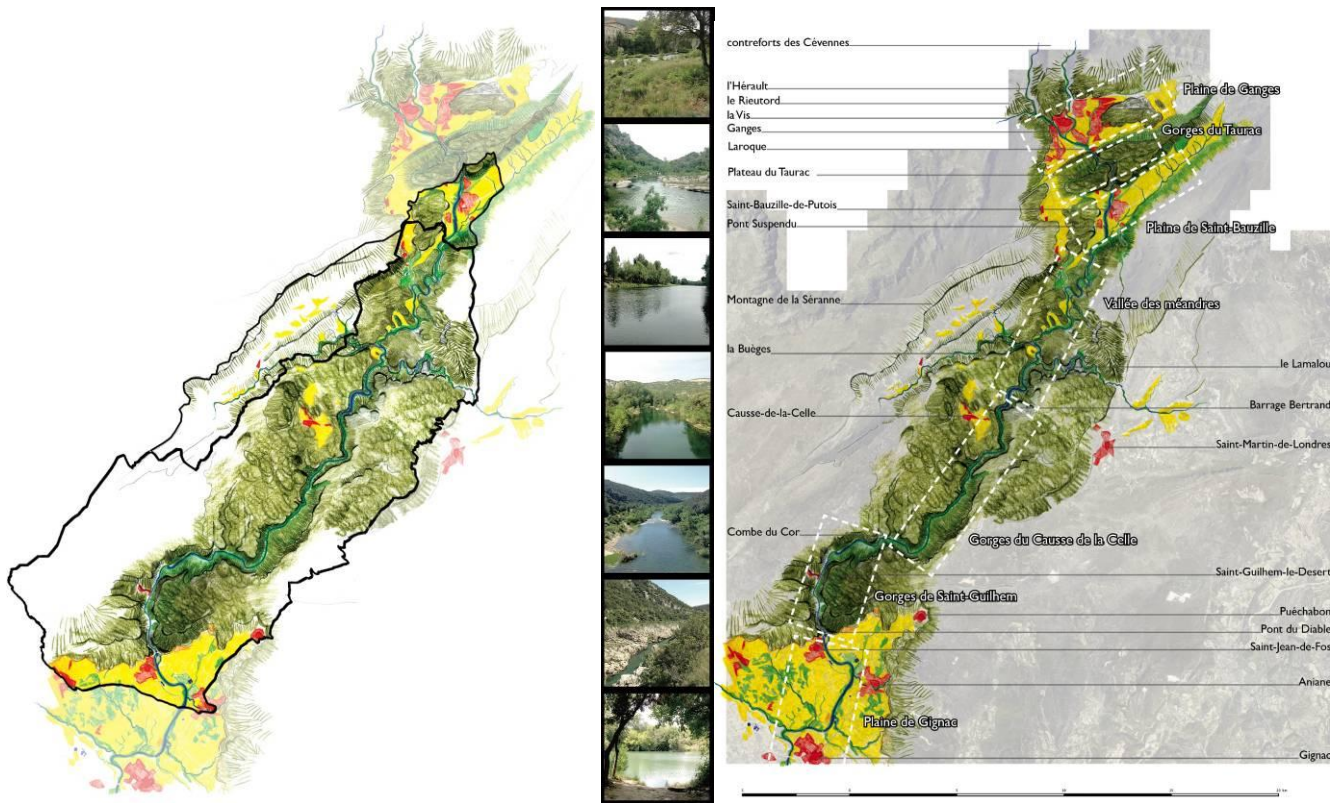 contreforts des Cévennes
l'Hérault
Plaine de Ganges
le Rieutord
la Vis
Ganges
Gorges du Taurac
Laroque
Plateau du Taurac
Saint-Bauzille-de-Putois
Pont Suspendu
Plaine de Saint-Bauzille
Montagne de la Séranne
Vallée des méandres
la Buèges
le Lamalou
Barrage Bertrand
Causse-de-la-Celle
Saint-Martin-de-Londres
Combe du Cor
Gorges du Causse de la Celle
Saint-Guilhem-le-Desert
Gorges de Saint-Guilhem
Puéchabon
Pont du Diable
Saint-Jean-de-Fos
Aniane
Plaine de Gignac
Gignac